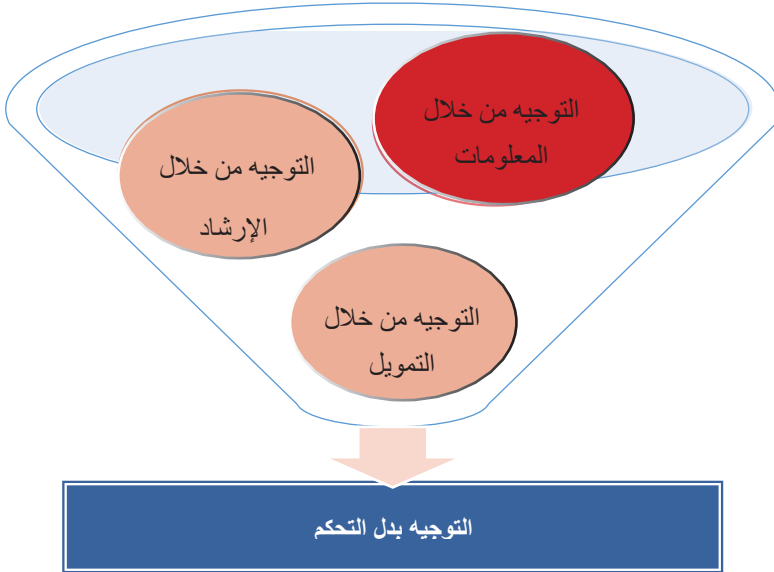 التوجيه من خلال
المعلومات
التوجيه من خلال
الإرشاد
التوجيه من خلال
التمويل
التوجيه بدل التحكم